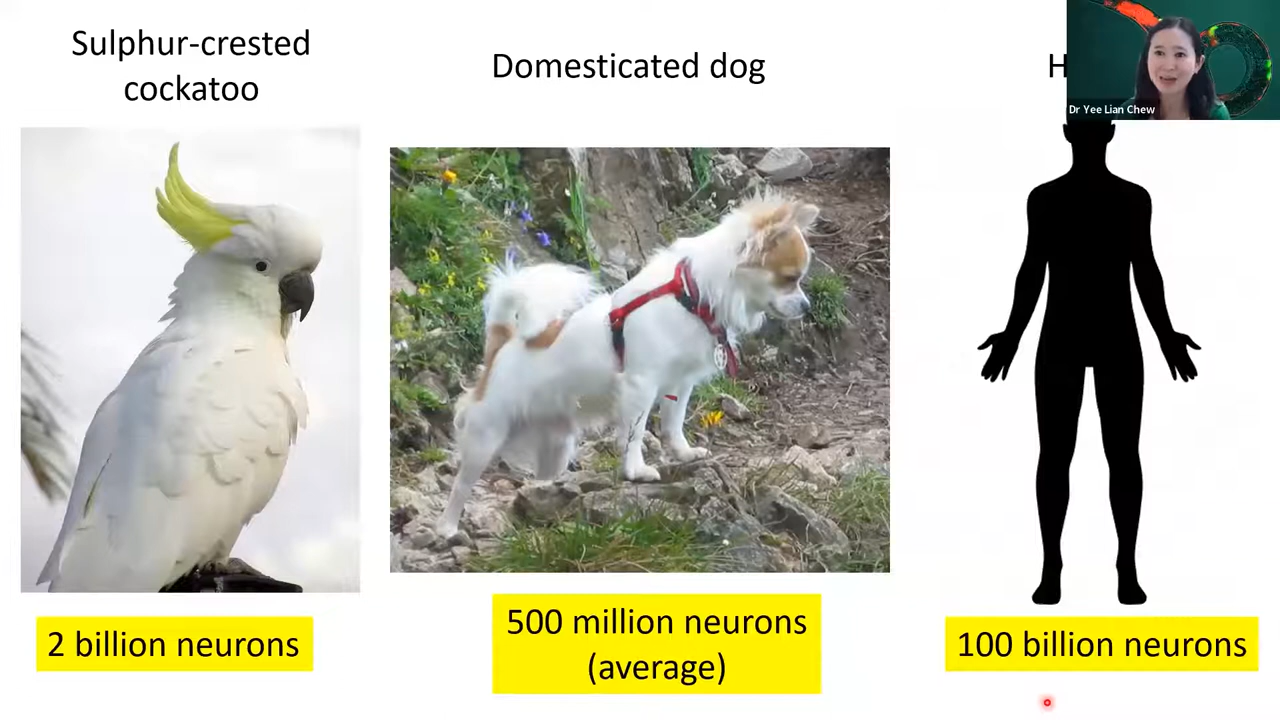 Sulphur-crested
cockatoo
2 billion neurons
Domesticated dog
500 million neurons
(average)
H
100 billion neurons
Dr Yee Lian Chew